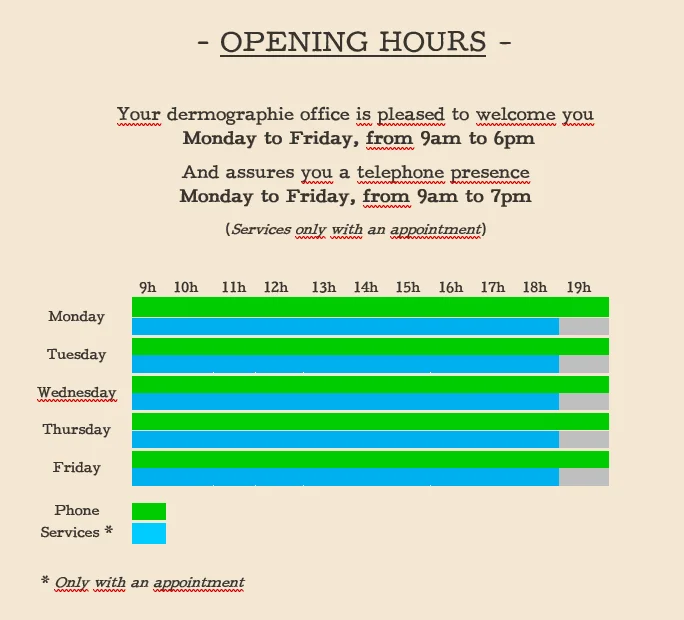 - OPENING HOURS -
Your dermographie office is pleased to welcome you
Monday to Friday, from 9am to 6pm
And assures you a telephone presence
Monday to Friday, from 9am to 7pm
(Services only with an appointment)
9h 10h 11h 12h 13h 14h 15h 16h 17h 18h 19h
Monday
Tuesday
Wednesday
Thursday
Friday
Phone
Services *
* Only with an appointment